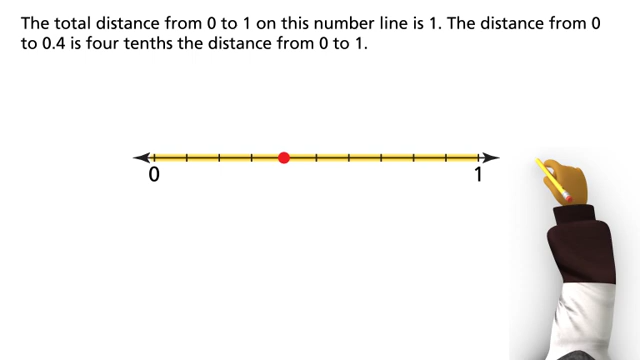 The total distance from 0 to 1 on this number line is 1. The distance from 0
to 0.4 is four tenths the distance from 0 to 1.
0 1